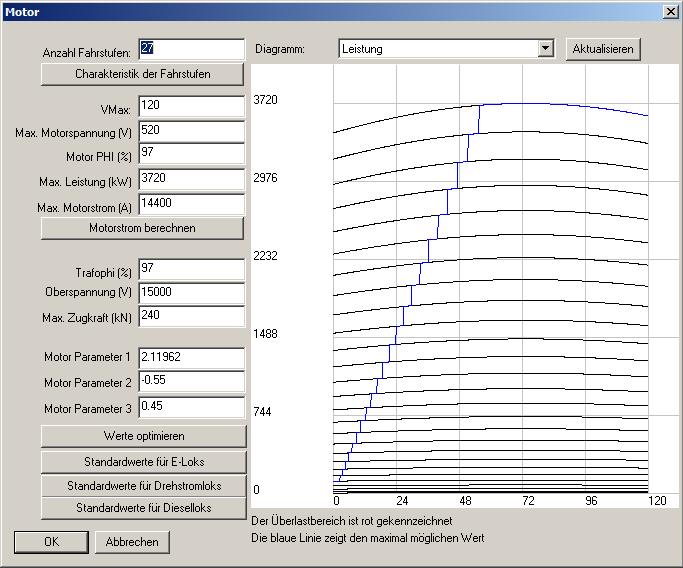 Motor
Anzahl Fahrstufen: 27
Diagramm: Leistung
Aktualisieren
Charakteristik der Fahrstufen
VMax: 120
Max. Motorspannung (V) 520
Motor PHI (%) 97
Max. Leistung (kW) 3720
Max. Motorstrom (A) 14400
Motorstrom berechnen
Trafophi (%) 97
Oberspannung (V) 15000
Max. Zugkraft (kN) 240
Motor Parameter 1 2.11962
Motor Parameter 2 -0.55
Motor Parameter 3 0.45
Werte optimieren
Standardwerte für E-Loks
Standardwerte für Drehstromloks
Standardwerte für Dieselloks
OK
Abbrechen
3720
2976
2232
1488
744
0
0 24 48 72 96 120
Der Überlastbereich ist rot gekennzeichnet
Die blaue Linie zeigt den maximal möglichen Wert